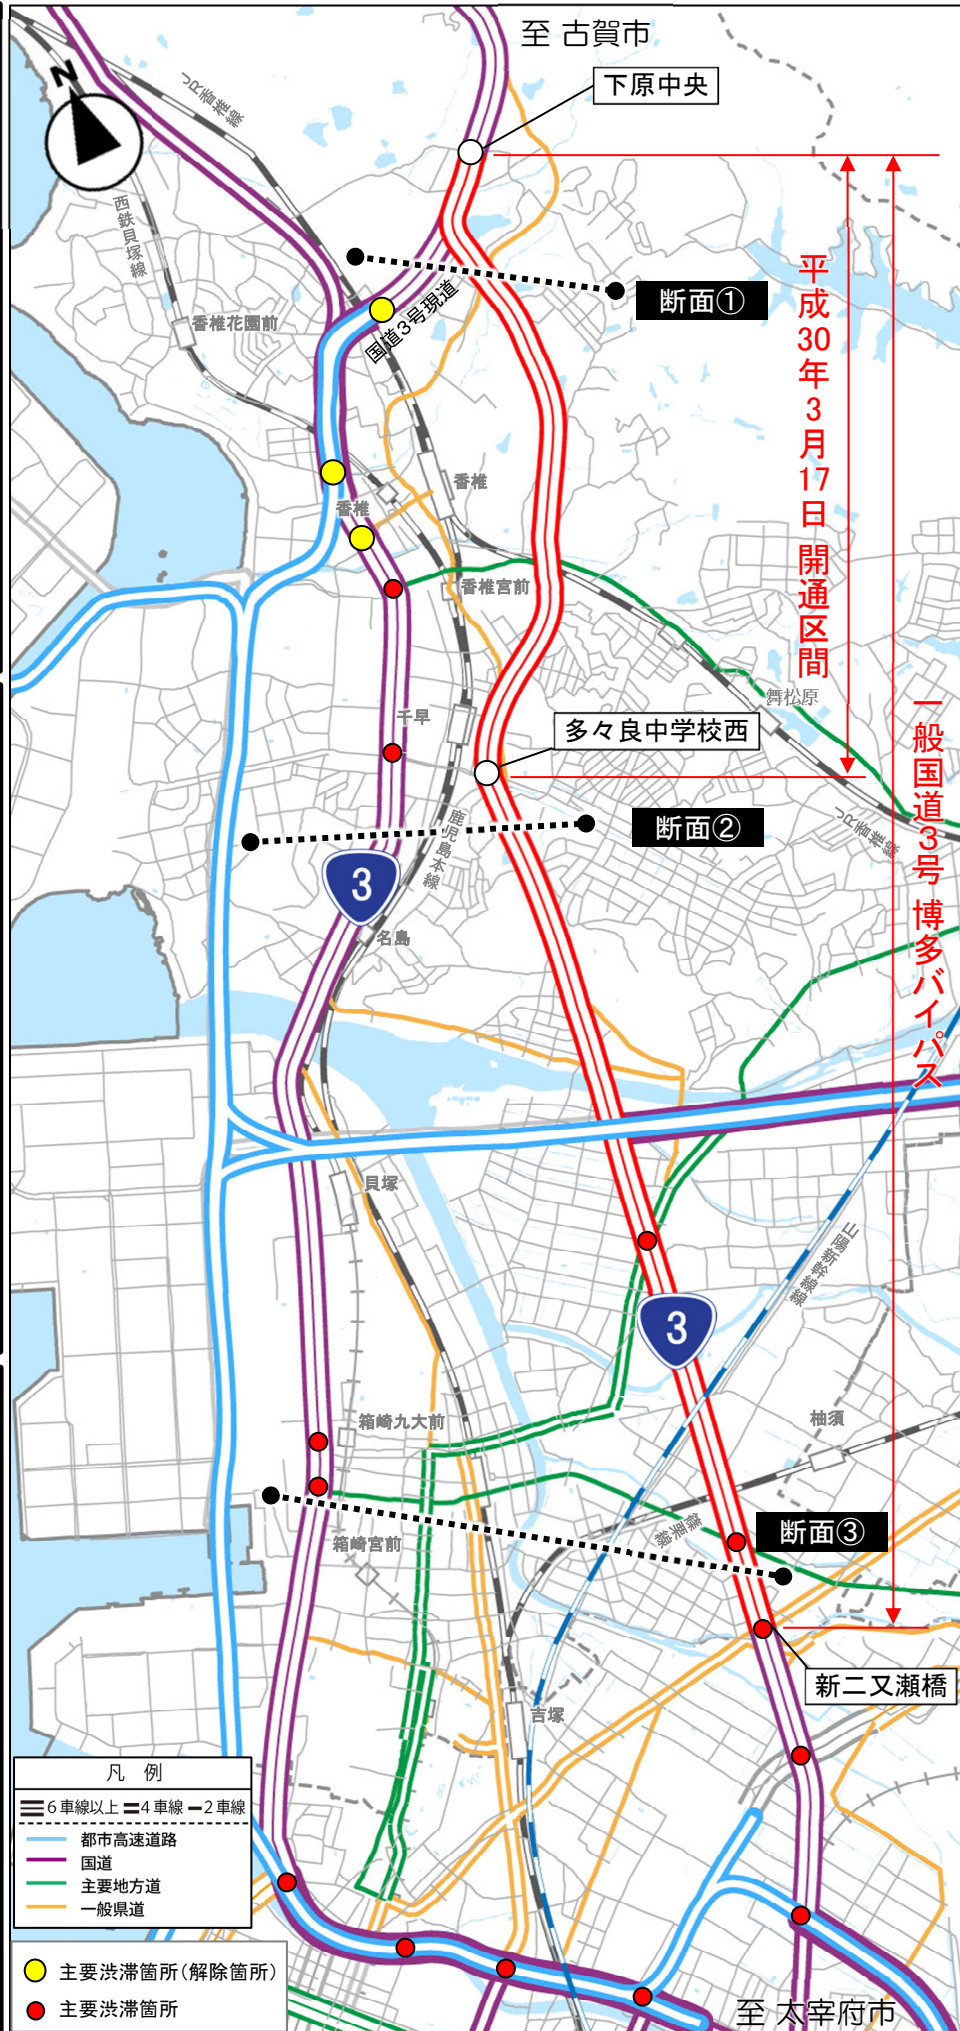 至 古賀市
下原中央
N
JR香椎線
西鉄貝塚線
断面①
国道3号現道
香椎花園前
平成30年3月17日 開通区間
香椎
香椎
香椎宮前
舞松原
千早
多々良中学校西
一般国道3号 博多バイパス
断面②
鹿児島本線
JR香椎線
3
名島
貝塚
山陽新幹線
3
箱崎九大前
柚須
断面③
篠栗線
箱崎宮前
新二又瀬橋
吉塚
凡 例
6車線以上 4車線 2車線
都市高速道路
国道
主要地方道
一般県道
主要渋滞箇所(解除箇所)
主要渋滞箇所
至 太宰府市